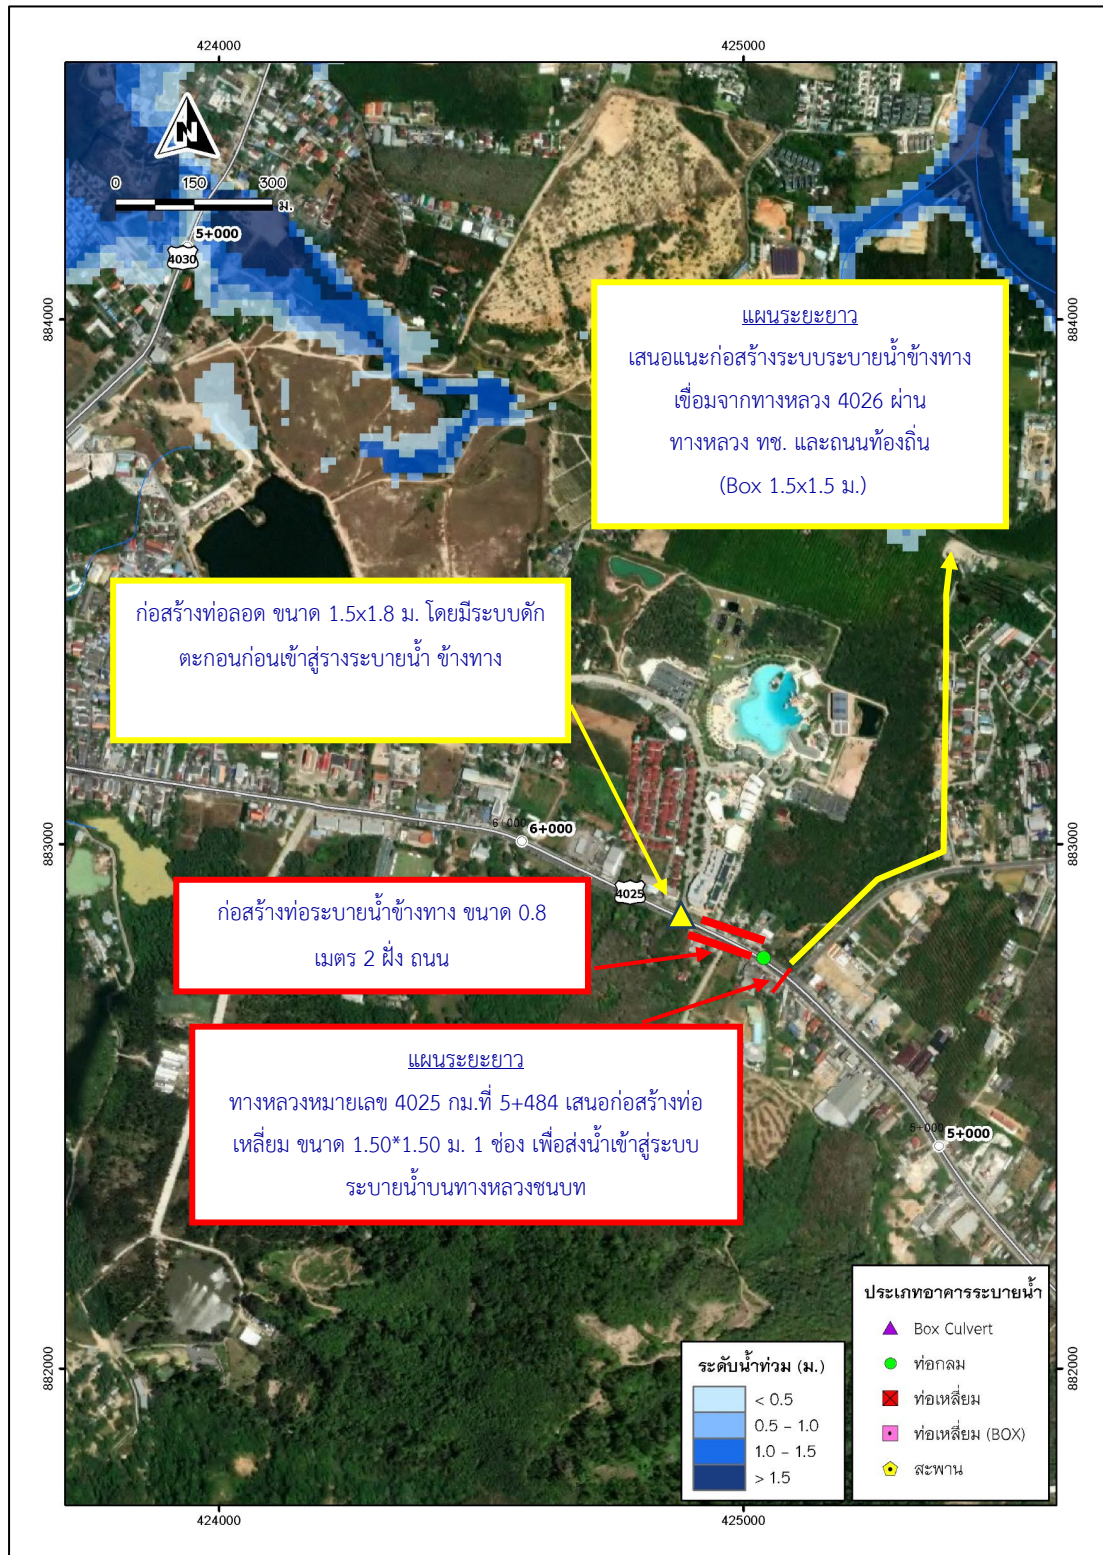 424000
425000
N
0 150 300
ม.
5+000
4030
884000
884000
แผนระยะยาว
เสนอแนะก่อสร้างระบบระบายน้ำข้างทาง
เขื่อมจากทางหลวง 4026 ผ่าน
ทางหลวง ทช. และถนนท้องถิ่น
(Box 1.5x1.5 ม.)
ก่อสร้างท่อลอด ขนาด 1.5x1.8 ม. โดยมีระบบดัก
ตะกอนก่อนเข้าสู่รางระบายน้ำ ข้างทาง
883000
883000
6+000
6+000
4025
ก่อสร้างท่อระบายน้ำข้างทาง ขนาด 0.8
เมตร 2 ฝั่ง ถนน
แผนระยะยาว
ทางหลวงหมายเลข 4025 กม.ที่ 5+484 เสนอก่อสร้างท่อ
เหลี่ยม ขนาด 1.50*1.50 ม. 1 ช่อง เพื่อส่งน้ำเข้าสู่ระบบ
ระบายน้ำบนทางหลวงชนบท
5+000
5+000
882000
882000
ระดับน้ำท่วม (ม.)
< 0.5
0.5 - 1.0
1.0 - 1.5
> 1.5
ประเภทอาคารระบายน้ำ
Box Culvert
ท่อกลม
ท่อเหลี่ยม
ท่อเหลี่ยม (BOX)
สะพาน
424000
425000